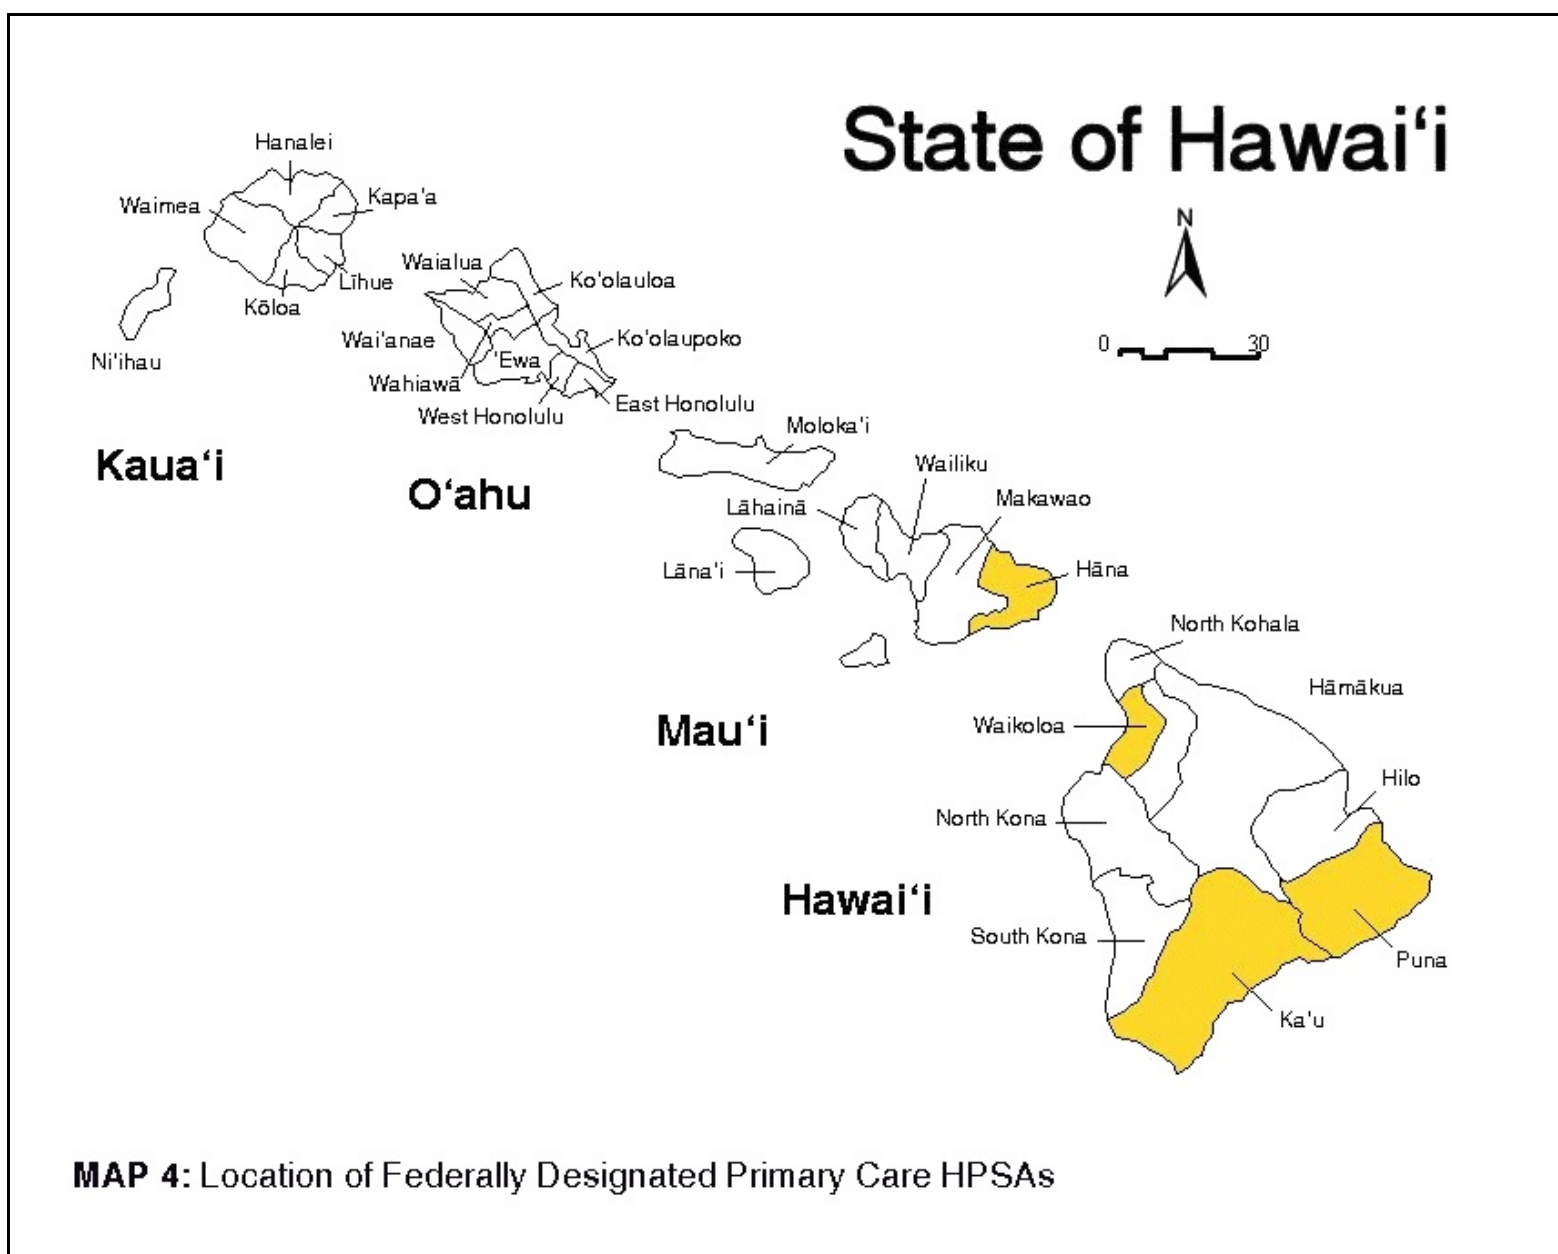 State of Hawai‘i
N
0 30
Hanalei
Waimea
Kapa'a
Līhue
Kōloa
Ni'ihau
Kaua‘i
Waialua
Ko'olauloa
Wai'anae
Ko'olaupoko
'Ewa
Wahiawā
West Honolulu
East Honolulu
O‘ahu
Moloka'i
Wailiku
Lāhainā
Makawao
Lāna'i
Hāna
Mau‘i
North Kohala
Hāmākua
Waikoloa
Hilo
North Kona
Hawai‘i
South Kona
Puna
Ka'u
MAP 4: Location of Federally Designated Primary Care HPSAs